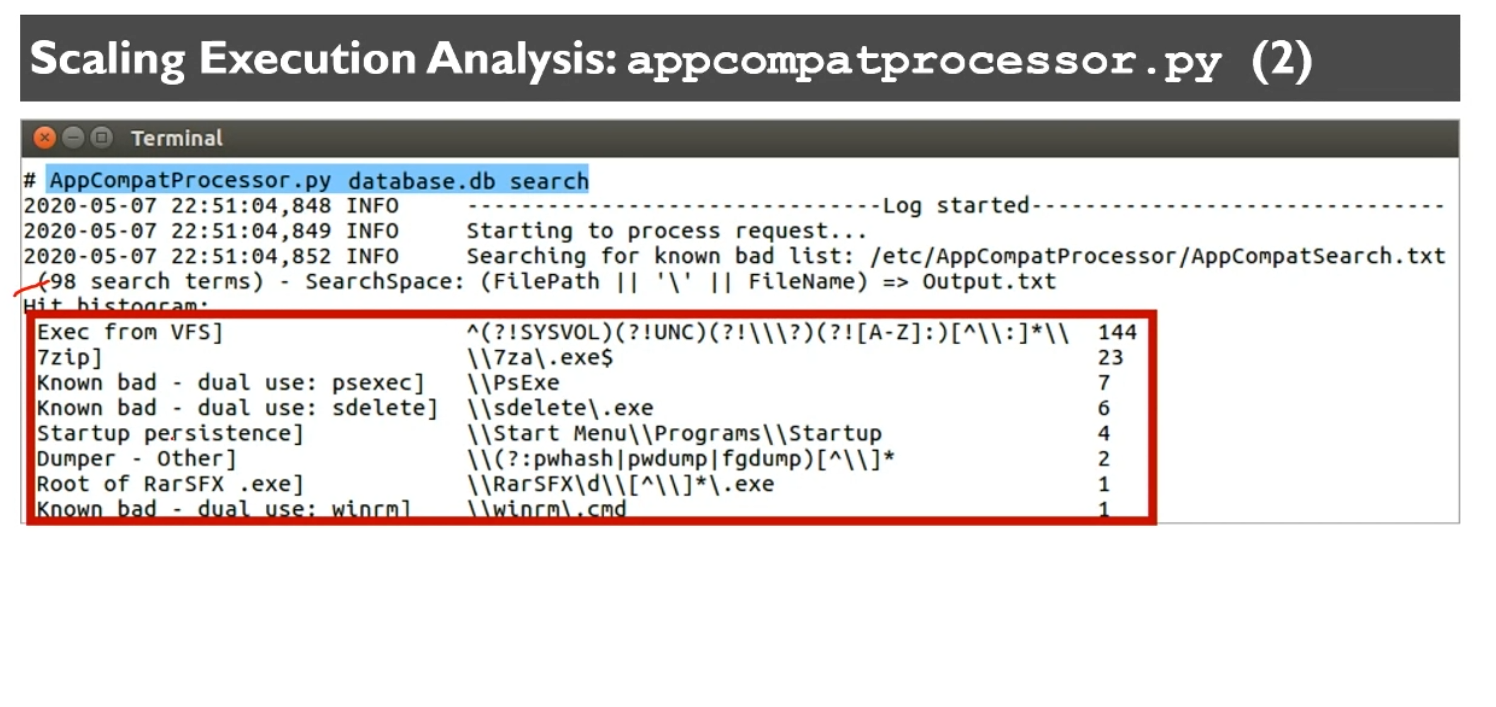 Scaling Execution Analysis: appcompatprocessor.py (2)
Terminal
# AppCompatProcessor.py database.db search
2020-05-07 22:51:04,848 INFO -------------------------------Log started-------------------------------
2020-05-07 22:51:04,849 INFO Starting to process request...
2020-05-07 22:51:04,852 INFO Searching for known bad list: /etc/AppCompatProcessor/AppCompatSearch.txt
(98 search terms) - SearchSpace: (FilePath || '\' || FileName) => Output.txt
Hit histogram:
Exec from VFS] ^(?!SYSVOL)(?!UNC)(?!\\\?)(?![A-Z]:)[^\\:]*\\ 144
7zip] \\7za\.exe$ 23
Known bad - dual use: psexec] \\PsExe 7
Known bad - dual use: sdelete] \\sdelete\.exe 6
Startup persistence] \\Start Menu\\Programs\\Startup 4
Dumper - Other] \\(?:pwhash|pwdump|fgdump)[^\\]* 2
Root of RarSFX .exe] \\RarSFX\d\\[^\\]*\.exe 1
Known bad - dual use: winrm] \\winrm\.cmd 1